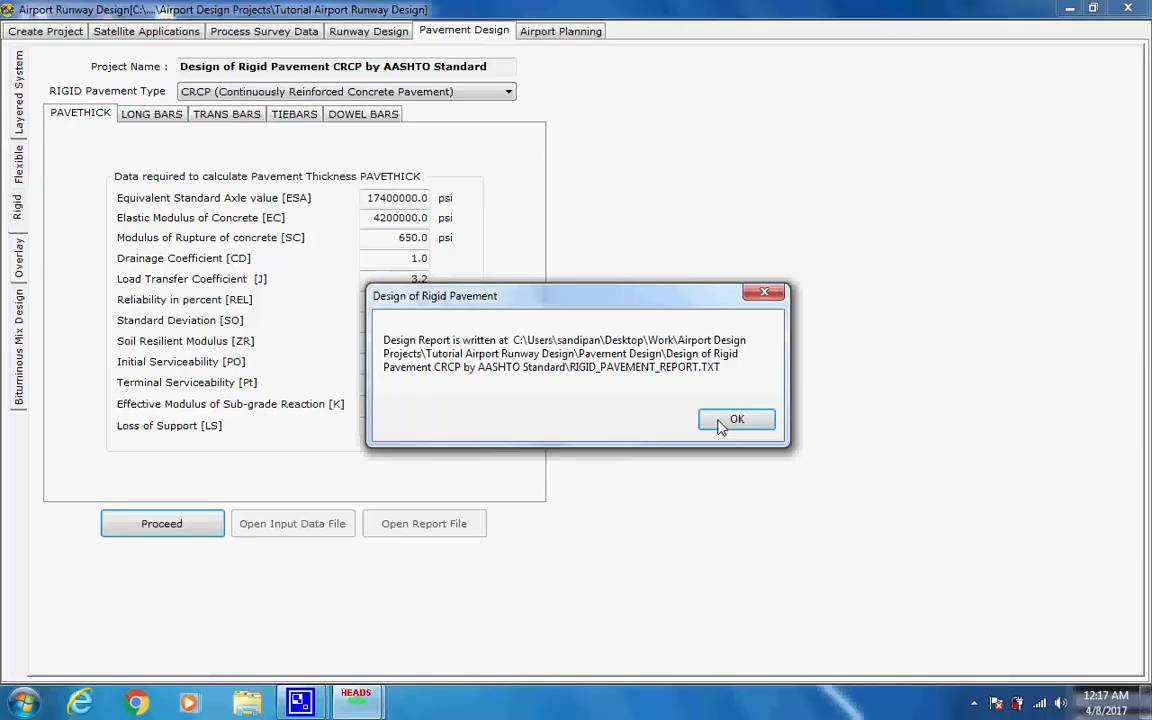 Airport Runway Design[C:\....\Airport Design Projects\Tutorial Airport Runway Design]
Create Project Satellite Applications Process Survey Data Runway Design Pavement Design Airport Planning
Layered System
Flexible
Rigid
Overlay
Bituminous Mix Design
Project Name : Design of Rigid Pavement CRCP by AASHTO Standard
RIGID Pavement Type CRCP (Continuously Reinforced Concrete Pavement)
PAVETHICK LONG BARS TRANS BARS TIEBARS DOWEL BARS
Data required to calculate Pavement Thickness PAVETHICK
Equivalent Standard Axle value [ESA] 17400000.0 psi
Elastic Modulus of Concrete [EC] 4200000.0 psi
Modulus of Rupture of concrete [SC] 650.0 psi
Drainage Coefficient [CD] 1.0
Load Transfer Coefficient [J] 3.2
Reliability in percent [REL]
Standard Deviation [SO]
Soil Resilient Modulus [ZR]
Initial Serviceability [PO]
Terminal Serviceability [Pt]
Effective Modulus of Sub-grade Reaction [K]
Loss of Support [LS]
Design of Rigid Pavement
Design Report is written at C:\Users\sandipan\Desktop\Work\Airport Design
Projects\Tutorial Airport Runway Design\Pavement Design\Design of Rigid
Pavement CRCP by AASHTO Standard\RIGID_PAVEMENT_REPORT.TXT
OK
Proceed Open Input Data File Open Report File
HEADS
12:17 AM
4/8/2017